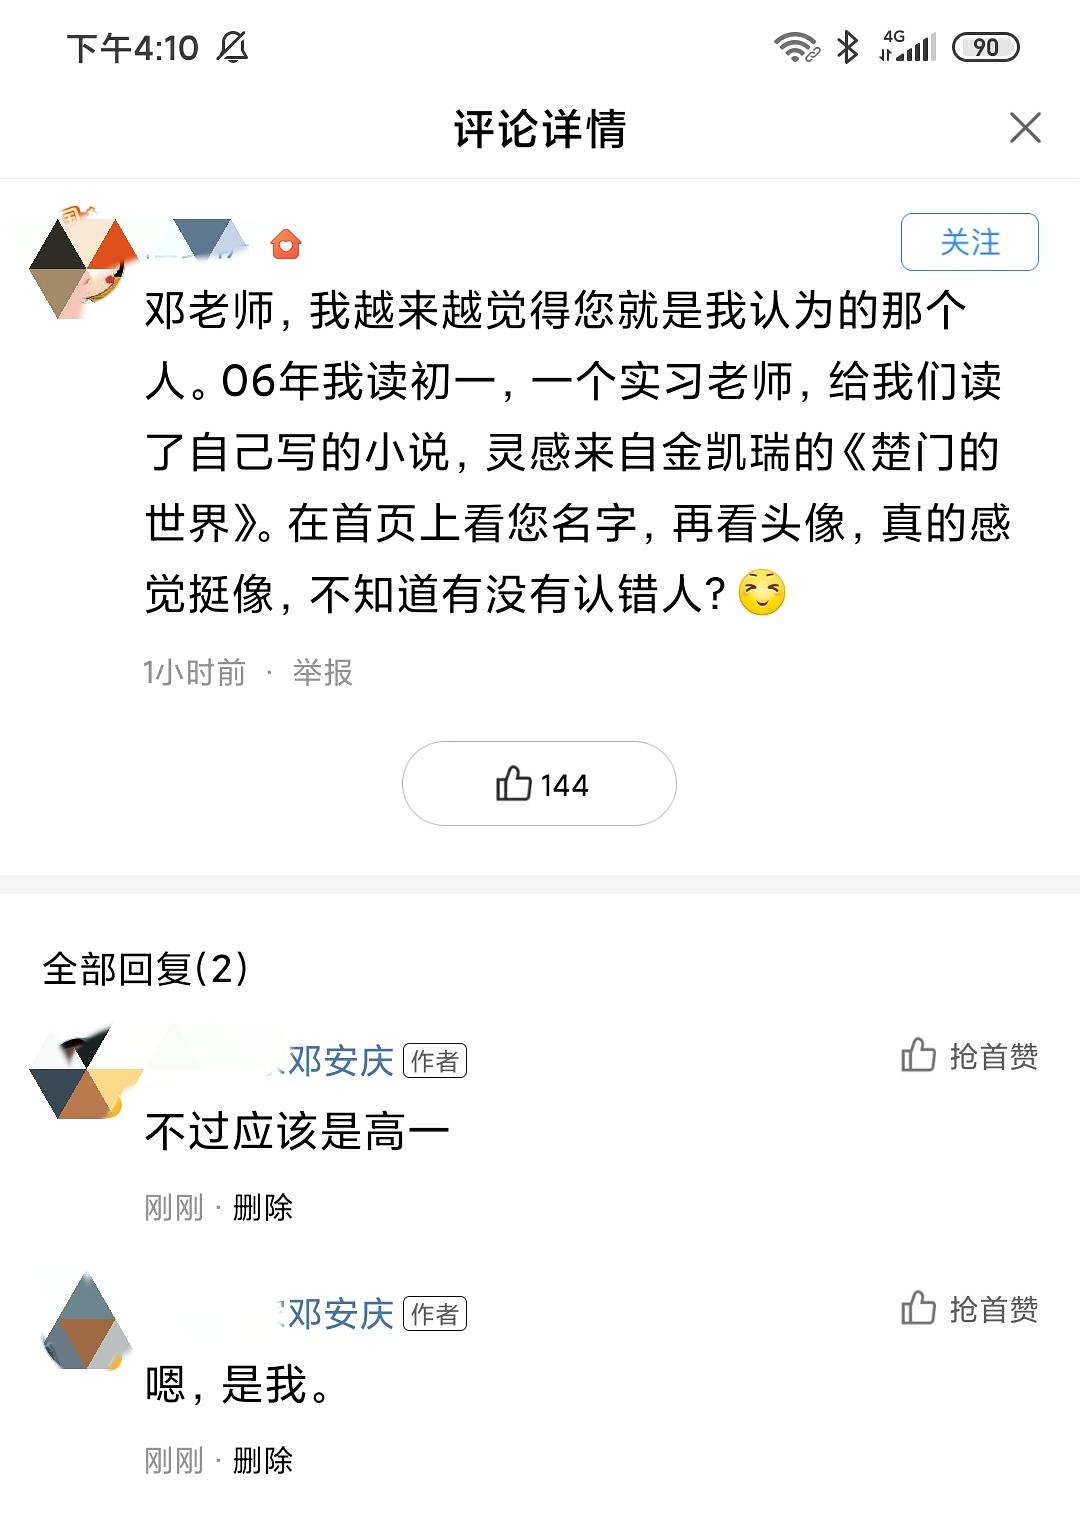 下午4:10
4G
90
评论详情
关注
邓老师，我越来越觉得您就是我认为的那个
人。06年我读初一，一个实习老师，给我们读
了自己写的小说，灵感来自金凯瑞的《楚门的
世界》。在首页上看您名字，再看头像，真的感
觉挺像，不知道有没有认错人？
1小时前 · 举报
144
全部回复(2)
邓安庆 作者
抢首赞
不过应该是高一
刚刚 · 删除
邓安庆 作者
抢首赞
嗯，是我。
刚刚 · 删除